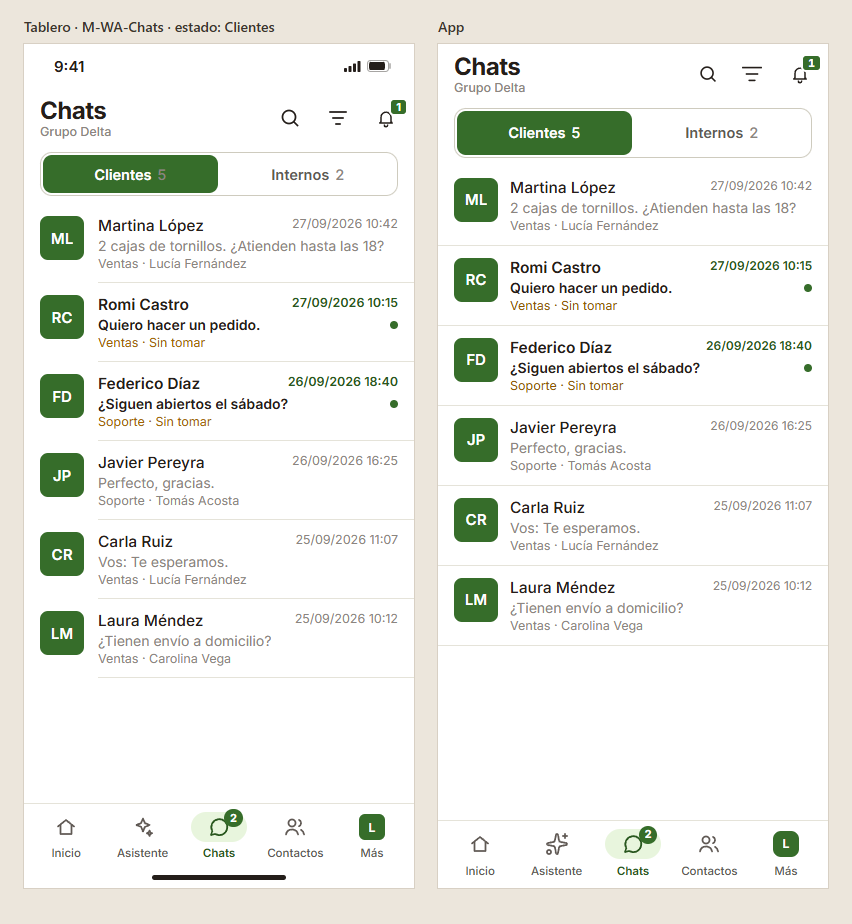 Tablero · M-WA-Chats · estado: Clientes
9:41
Chats
Grupo Delta
1
Clientes 5
Internos 2
ML
Martina López
27/09/2026 10:42
2 cajas de tornillos. ¿Atienden hasta las 18?
Ventas · Lucía Fernández
RC
Romi Castro
27/09/2026 10:15
Quiero hacer un pedido.
Ventas · Sin tomar
FD
Federico Díaz
26/09/2026 18:40
¿Siguen abiertos el sábado?
Soporte · Sin tomar
JP
Javier Pereyra
26/09/2026 16:25
Perfecto, gracias.
Soporte · Tomás Acosta
CR
Carla Ruiz
25/09/2026 11:07
Vos: Te esperamos.
Ventas · Lucía Fernández
LM
Laura Méndez
25/09/2026 10:12
¿Tienen envío a domicilio?
Ventas · Carolina Vega
Inicio
Asistente
2
Chats
Contactos
L
Más
App
Chats
Grupo Delta
1
Clientes 5
Internos 2
ML
Martina López
27/09/2026 10:42
2 cajas de tornillos. ¿Atienden hasta las 18?
Ventas · Lucía Fernández
RC
Romi Castro
27/09/2026 10:15
Quiero hacer un pedido.
Ventas · Sin tomar
FD
Federico Díaz
26/09/2026 18:40
¿Siguen abiertos el sábado?
Soporte · Sin tomar
JP
Javier Pereyra
26/09/2026 16:25
Perfecto, gracias.
Soporte · Tomás Acosta
CR
Carla Ruiz
25/09/2026 11:07
Vos: Te esperamos.
Ventas · Lucía Fernández
LM
Laura Méndez
25/09/2026 10:12
¿Tienen envío a domicilio?
Ventas · Carolina Vega
Inicio
Asistente
2
Chats
Contactos
L
Más